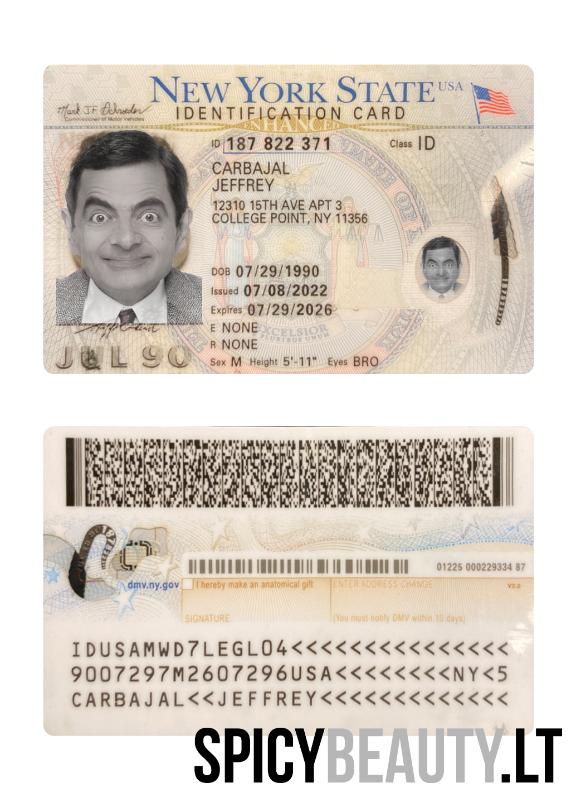 NEW YORK STATE USA
IDENTIFICATION CARD
ENHANCED
Commissioner of Motor Vehicles
ID 187 822 371 Class ID
CARBAJAL
JEFFREY
12310 15TH AVE APT 3
COLLEGE POINT, NY 11356
DOB 07/29/1990
Issued 07/08/2022
Expires 07/29/2026
E NONE
R NONE
EXCELSIOR
Sex M Height 5'-11" Eyes BRO
JUL 90
01225 000229334 87
dmv.ny.gov
I hereby make an anatomical gift
ENTER ADDRESS CHANGE
SIGNATURE
(You must notify DMV within 10 days)
IDUSAMWD7LEGL04<<<<<<<<<<<<<<<
9007297M2607296USA<<<<<<<<NY<5
CARBAJAL<<JEFFREY<<<<<<<<<<<<<
SPICYBEAUTY.LT